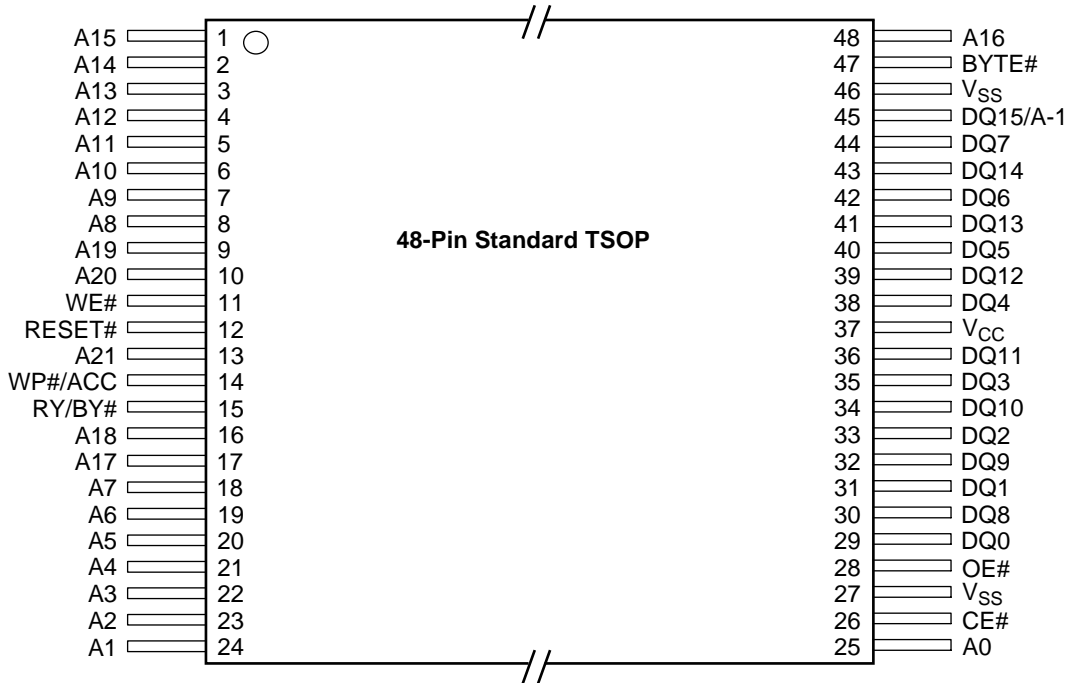 A15 1 48 A16
A14 2 47 BYTE#
A13 3 46 VSS
A12 4 45 DQ15/A-1
A11 5 44 DQ7
A10 6 43 DQ14
A9 7 42 DQ6
A8 8 41 DQ13
48-Pin Standard TSOP
A19 9 40 DQ5
A20 10 39 DQ12
WE# 11 38 DQ4
RESET# 12 37 VCC
A21 13 36 DQ11
WP#/ACC 14 35 DQ3
RY/BY# 15 34 DQ10
A18 16 33 DQ2
A17 17 32 DQ9
A7 18 31 DQ1
A6 19 30 DQ8
A5 20 29 DQ0
A4 21 28 OE#
A3 22 27 VSS
A2 23 26 CE#
A1 24 25 A0